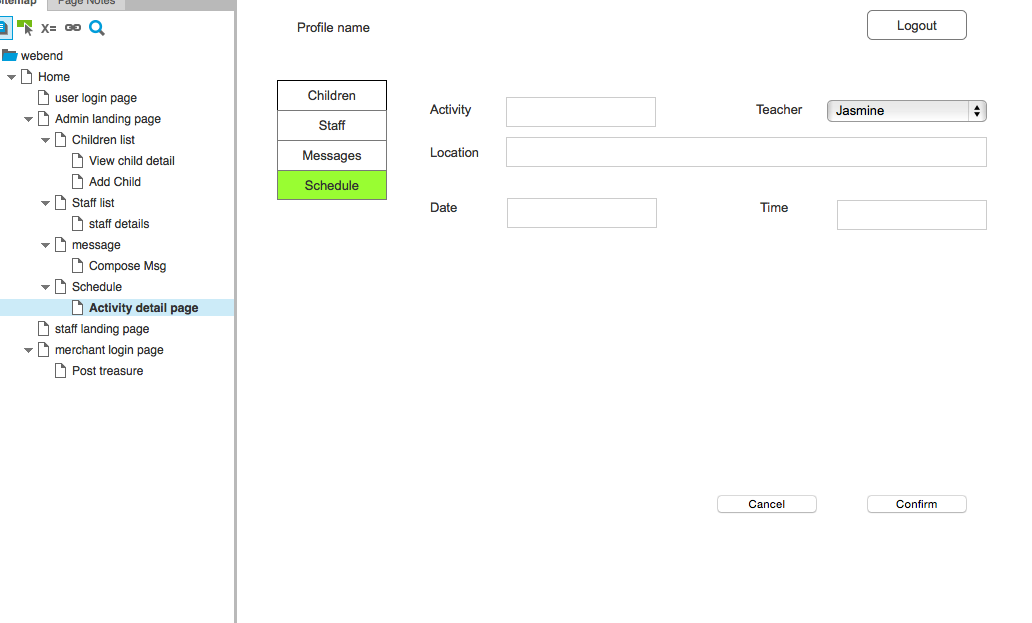 Sitemap Page Notes
X=
webend
Home
user login page
Admin landing page
Children list
View child detail
Add Child
Staff list
staff details
message
Compose Msg
Schedule
Activity detail page
staff landing page
merchant login page
Post treasure
Profile name Logout
Children
Staff
Messages
Schedule
Activity Teacher Jasmine
Location
Date Time
Cancel Confirm